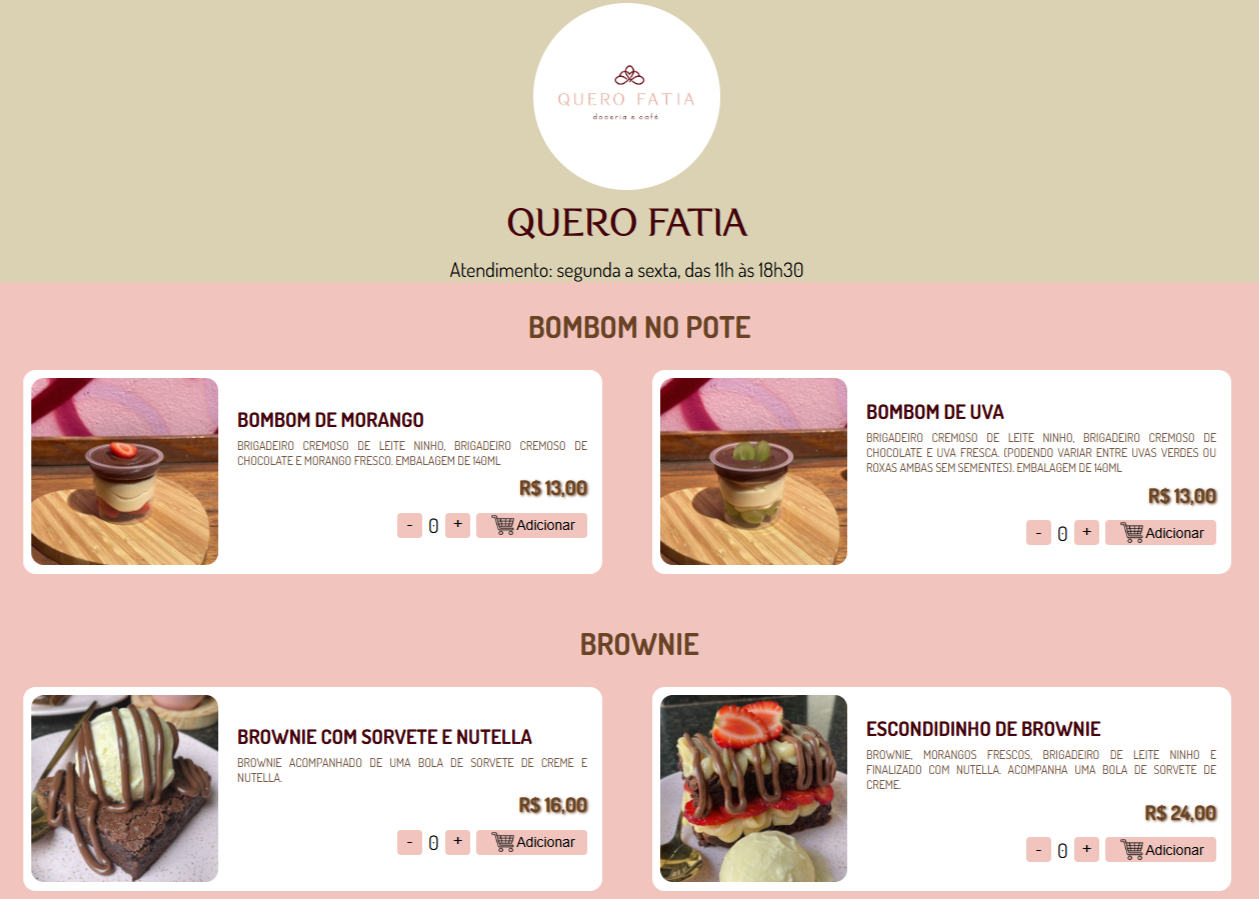 QUERO FATIA
doceria e café
QUERO FATIA
Atendimento: segunda a sexta, das 11h às 18h30
BOMBOM NO POTE
BOMBOM DE MORANGO
BRIGADEIRO CREMOSO DE LEITE NINHO, BRIGADEIRO CREMOSO DE
CHOCOLATE E MORANGO FRESCO. EMBALAGEM DE 140ML
R$ 13,00
- 0 + Adicionar
BOMBOM DE UVA
BRIGADEIRO CREMOSO DE LEITE NINHO, BRIGADEIRO CREMOSO DE
CHOCOLATE E UVA FRESCA. (PODENDO VARIAR ENTRE UVAS VERDES OU
ROXAS AMBAS SEM SEMENTES). EMBALAGEM DE 140ML
R$ 13,00
- 0 + Adicionar
BROWNIE
BROWNIE COM SORVETE E NUTELLA
BROWNIE ACOMPANHADO DE UMA BOLA DE SORVETE DE CREME E
NUTELLA.
R$ 16,00
- 0 + Adicionar
ESCONDIDINHO DE BROWNIE
BROWNIE, MORANGOS FRESCOS, BRIGADEIRO DE LEITE NINHO E
FINALIZADO COM NUTELLA. ACOMPANHA UMA BOLA DE SORVETE DE
CREME.
R$ 24,00
- 0 + Adicionar